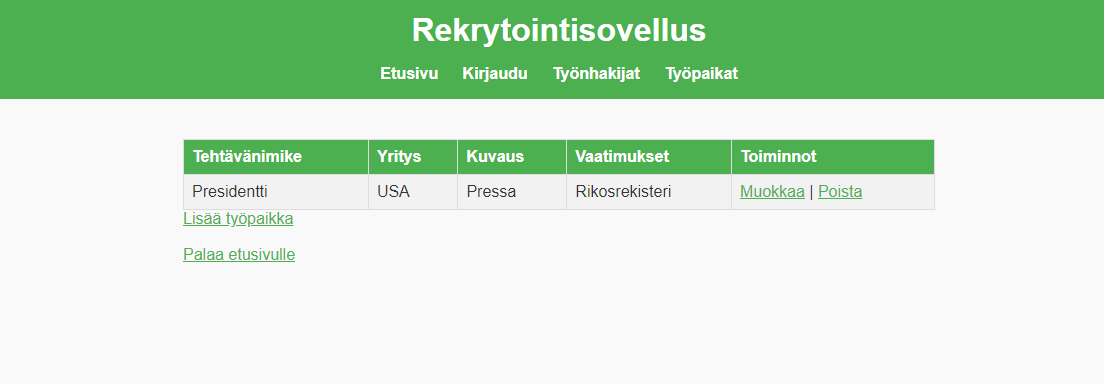 Rekrytointisovellus
Etusivu Kirjaudu Työnhakijat Työpaikat
Tehtävänimike Yritys Kuvaus Vaatimukset Toiminnot
Presidentti USA Pressa Rikosrekisteri Muokkaa | Poista
Lisää työpaikka
Palaa etusivulle